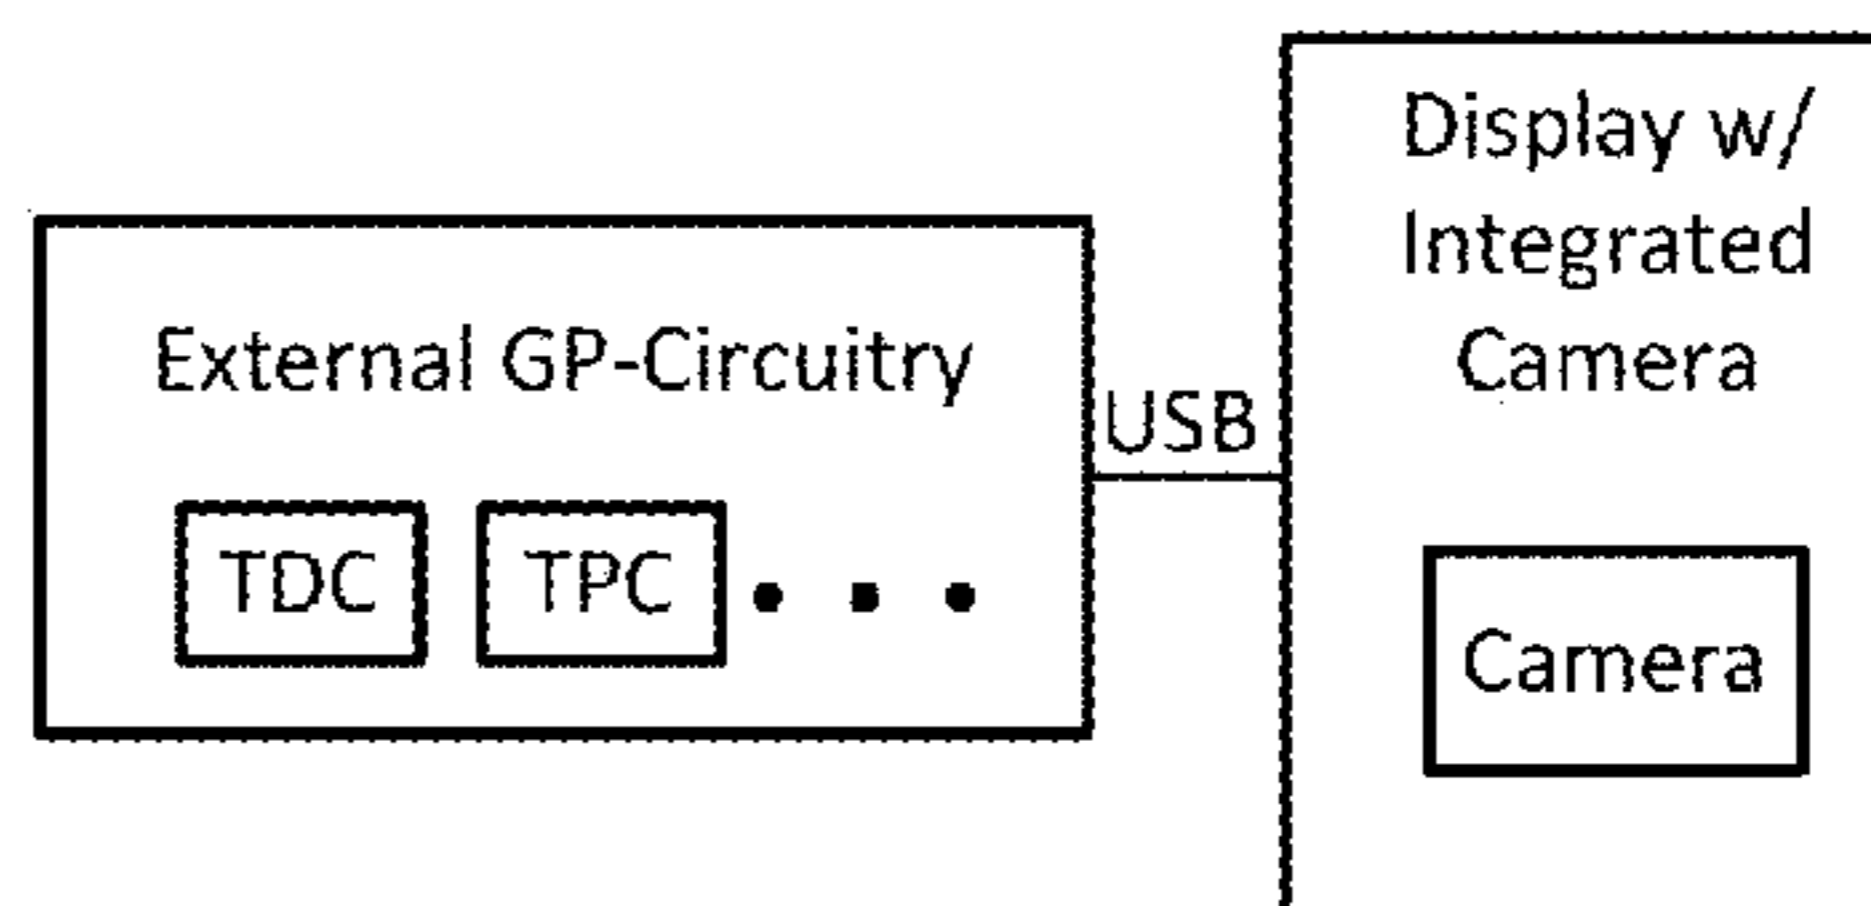 External GP-Circuitry
TDC
TPC
USB
Display w/
Integrated
Camera
Camera